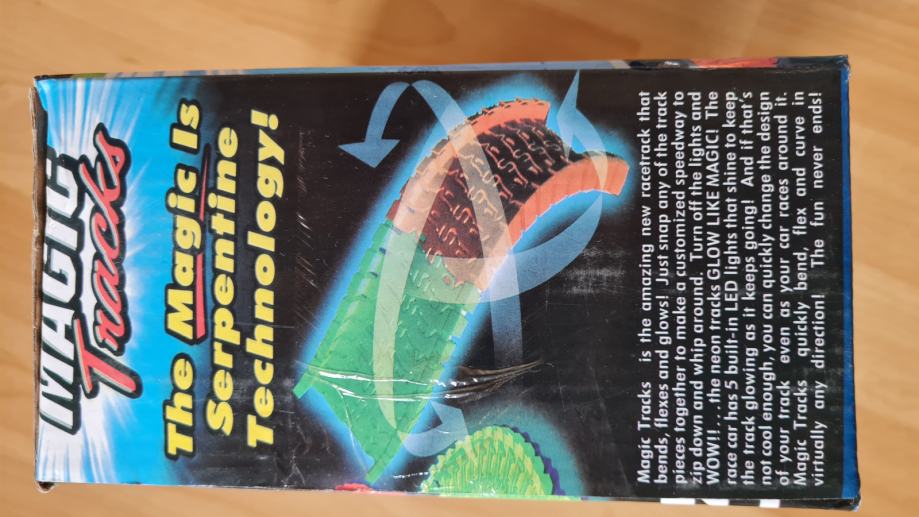 MAGIC
Tracks
The Magic Is
Serpentine
Technology!
Magic Tracks is the amazing new racetrack that
bends, flexes and glows! Just snap any of the track
pieces together to make a customized speedway to
zip down and whip around. Turn off the lights and
WOW!!...the neon tracks GLOW LIKE MAGIC! The
race car has 5 built-in LED lights that shine to keep
the track glowing as it keeps going! And if that's
not cool enough, you can quickly change the design
of your track even as your car races around it.
Magic Tracks quickly bend, flex and curve in
virtually any direction! The fun never ends!